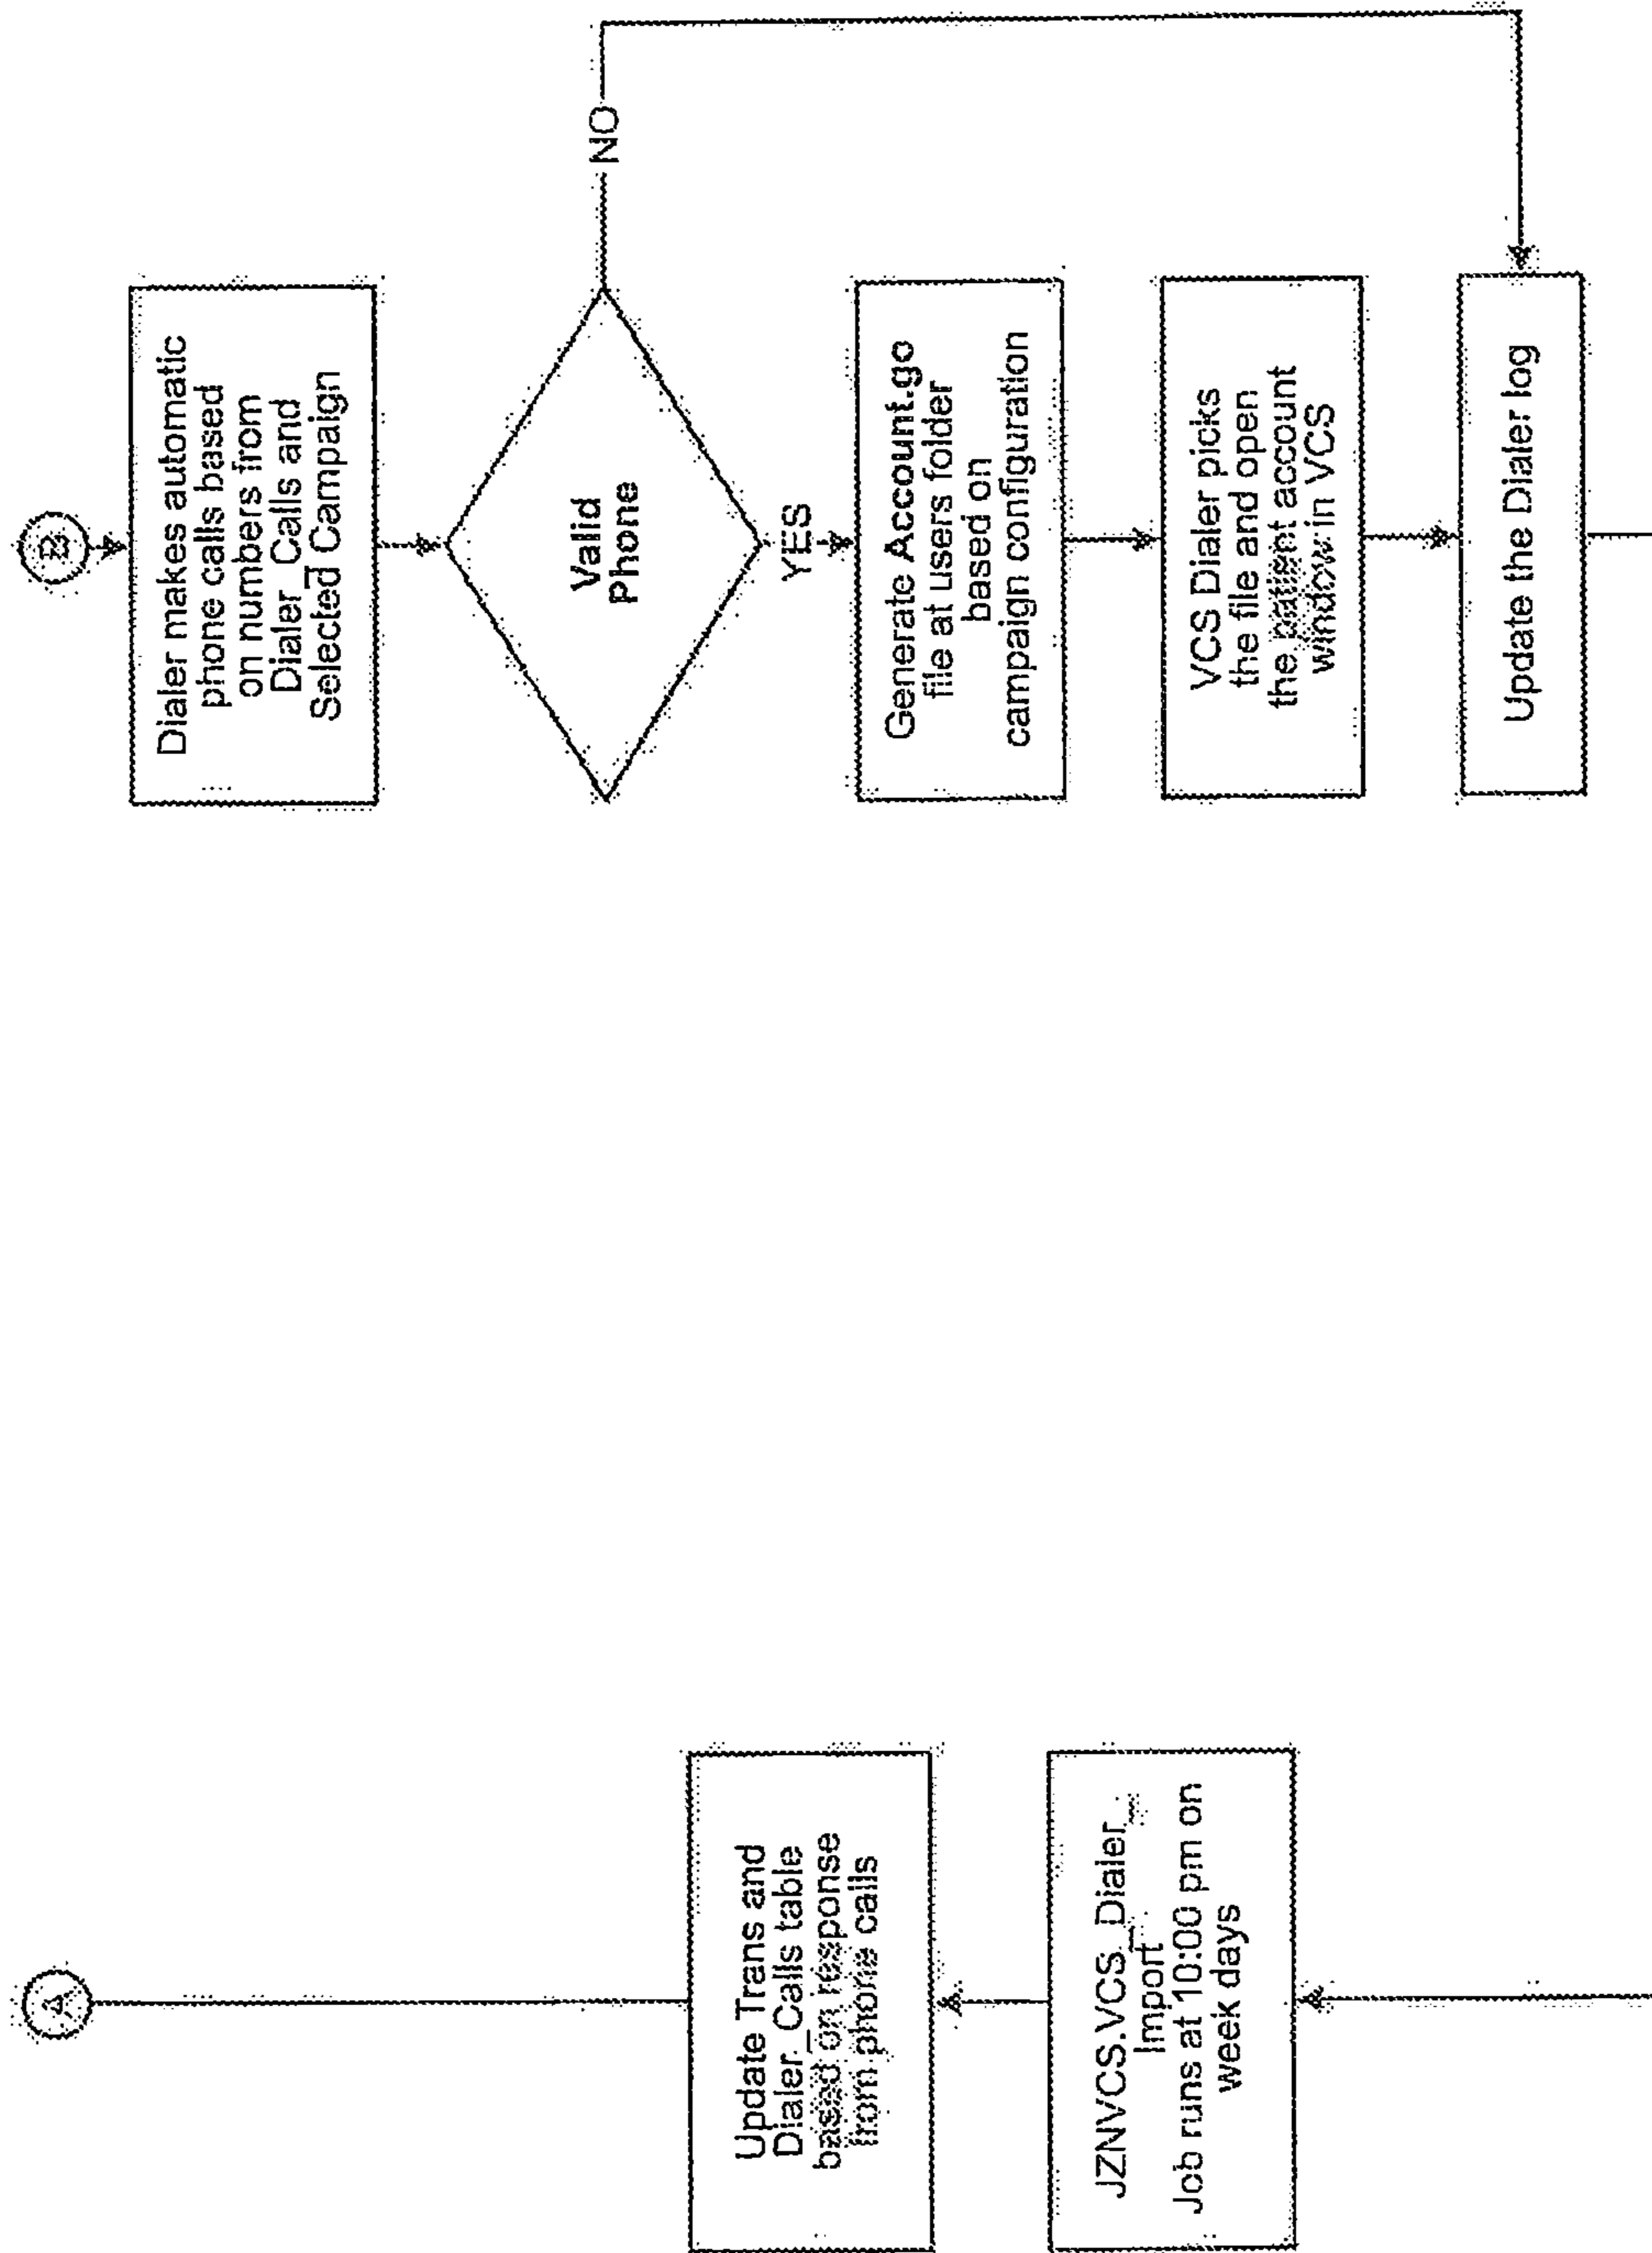 A
Update Trans and
Dialer_Calls table
based on response
from phone calls
JZNVCS.VCS_Dialer_
Import
Job runs at 10:00 pm on
week days
B
Dialer makes automatic
phone calls based
on numbers from
Dialer_Calls and
Selected Campaign
Valid
Phone
NO
YES
Generate Account.go
file at users folder
based on
campaign configuration
VCS Dialer picks
the file and open
the patient account
window in VCS
Update the Dialer log